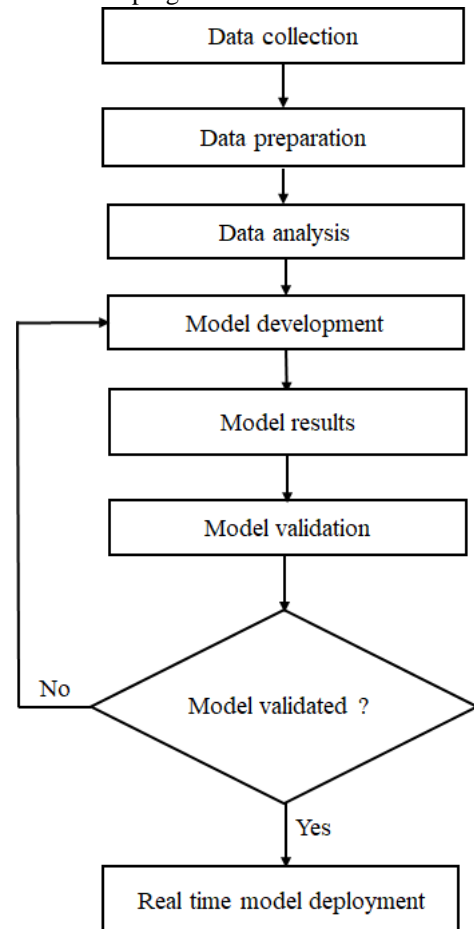 Data collection
Data preparation
Data analysis
Model development
Model results
Model validation
Model validated ?
No
Yes
Real time model deployment